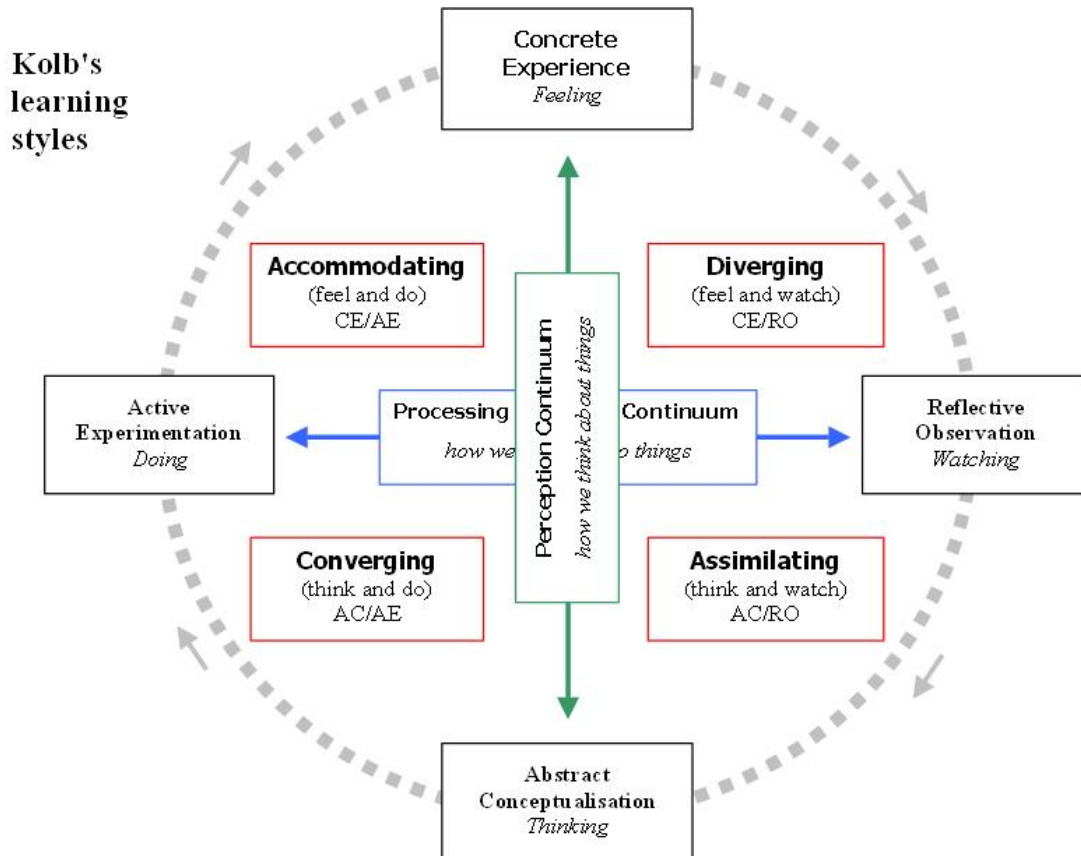 Kolb's
learning
styles
Concrete
Experience
Feeling
Accommodating
(feel and do)
CE/AE
Diverging
(feel and watch)
CE/RO
Active
Experimentation
Doing
Processing Continuum
how we things
Perception Continuum
how we think about things
Reflective
Observation
Watching
Converging
(think and do)
AC/AE
Assimilating
(think and watch)
AC/RO
Abstract
Conceptualisation
Thinking